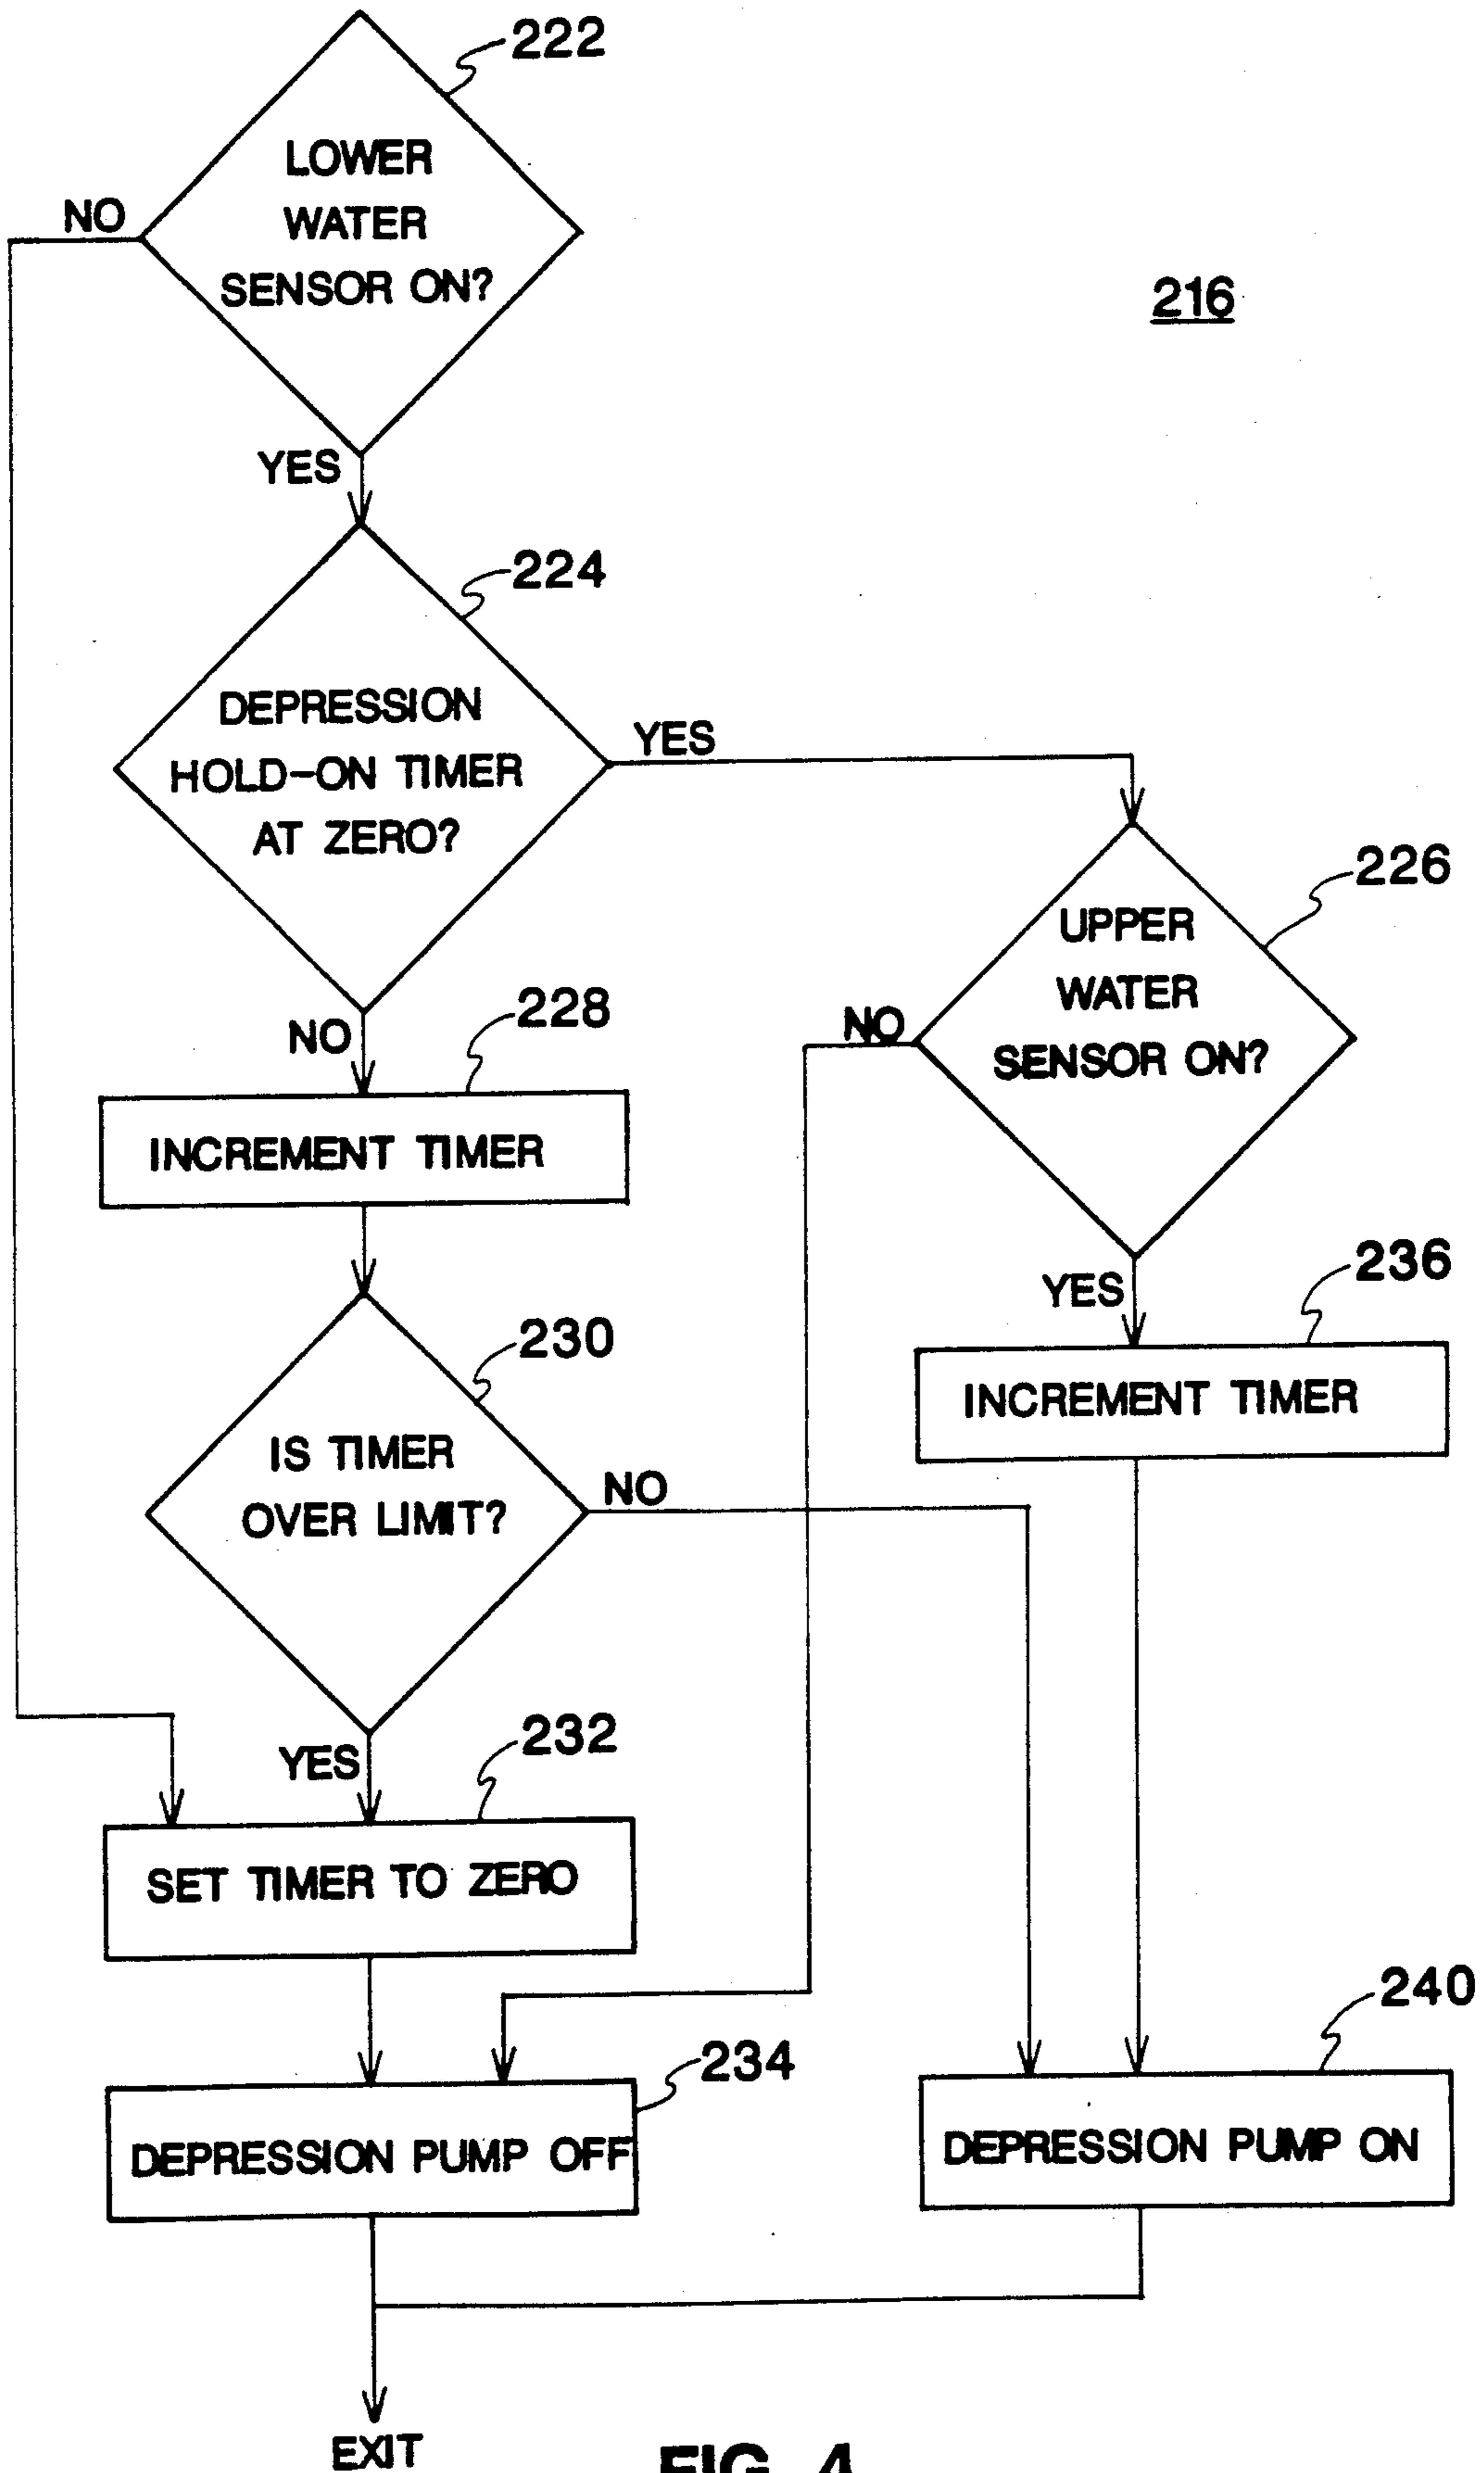 222
LOWER
WATER
SENSOR ON?
NO
216
YES
224
DEPRESSION
HOLD-ON TIMER
AT ZERO?
YES
226
UPPER
WATER
SENSOR ON?
NO
NO
228
INCREMENT TIMER
YES
236
INCREMENT TIMER
230
IS TIMER
OVER LIMIT?
NO
YES
232
SET TIMER TO ZERO
234
DEPRESSION PUMP OFF
240
DEPRESSION PUMP ON
EXIT
FIG. 4